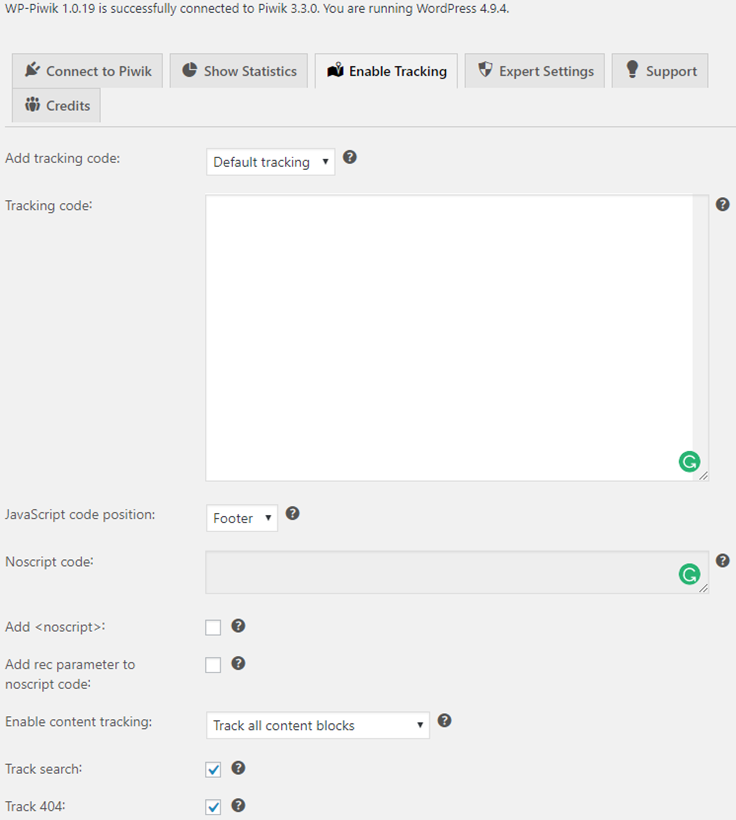 WP-Piwik 1.0.19 is successfully connected to Piwik 3.3.0. You are running WordPress 4.9.4.
Connect to Piwik Show Statistics Enable Tracking Expert Settings Support
Credits
Add tracking code: Default tracking
Tracking code:
JavaScript code position: Footer
Noscript code:
Add <noscript>:
Add rec parameter to
noscript code:
Enable content tracking: Track all content blocks
Track search:
Track 404: